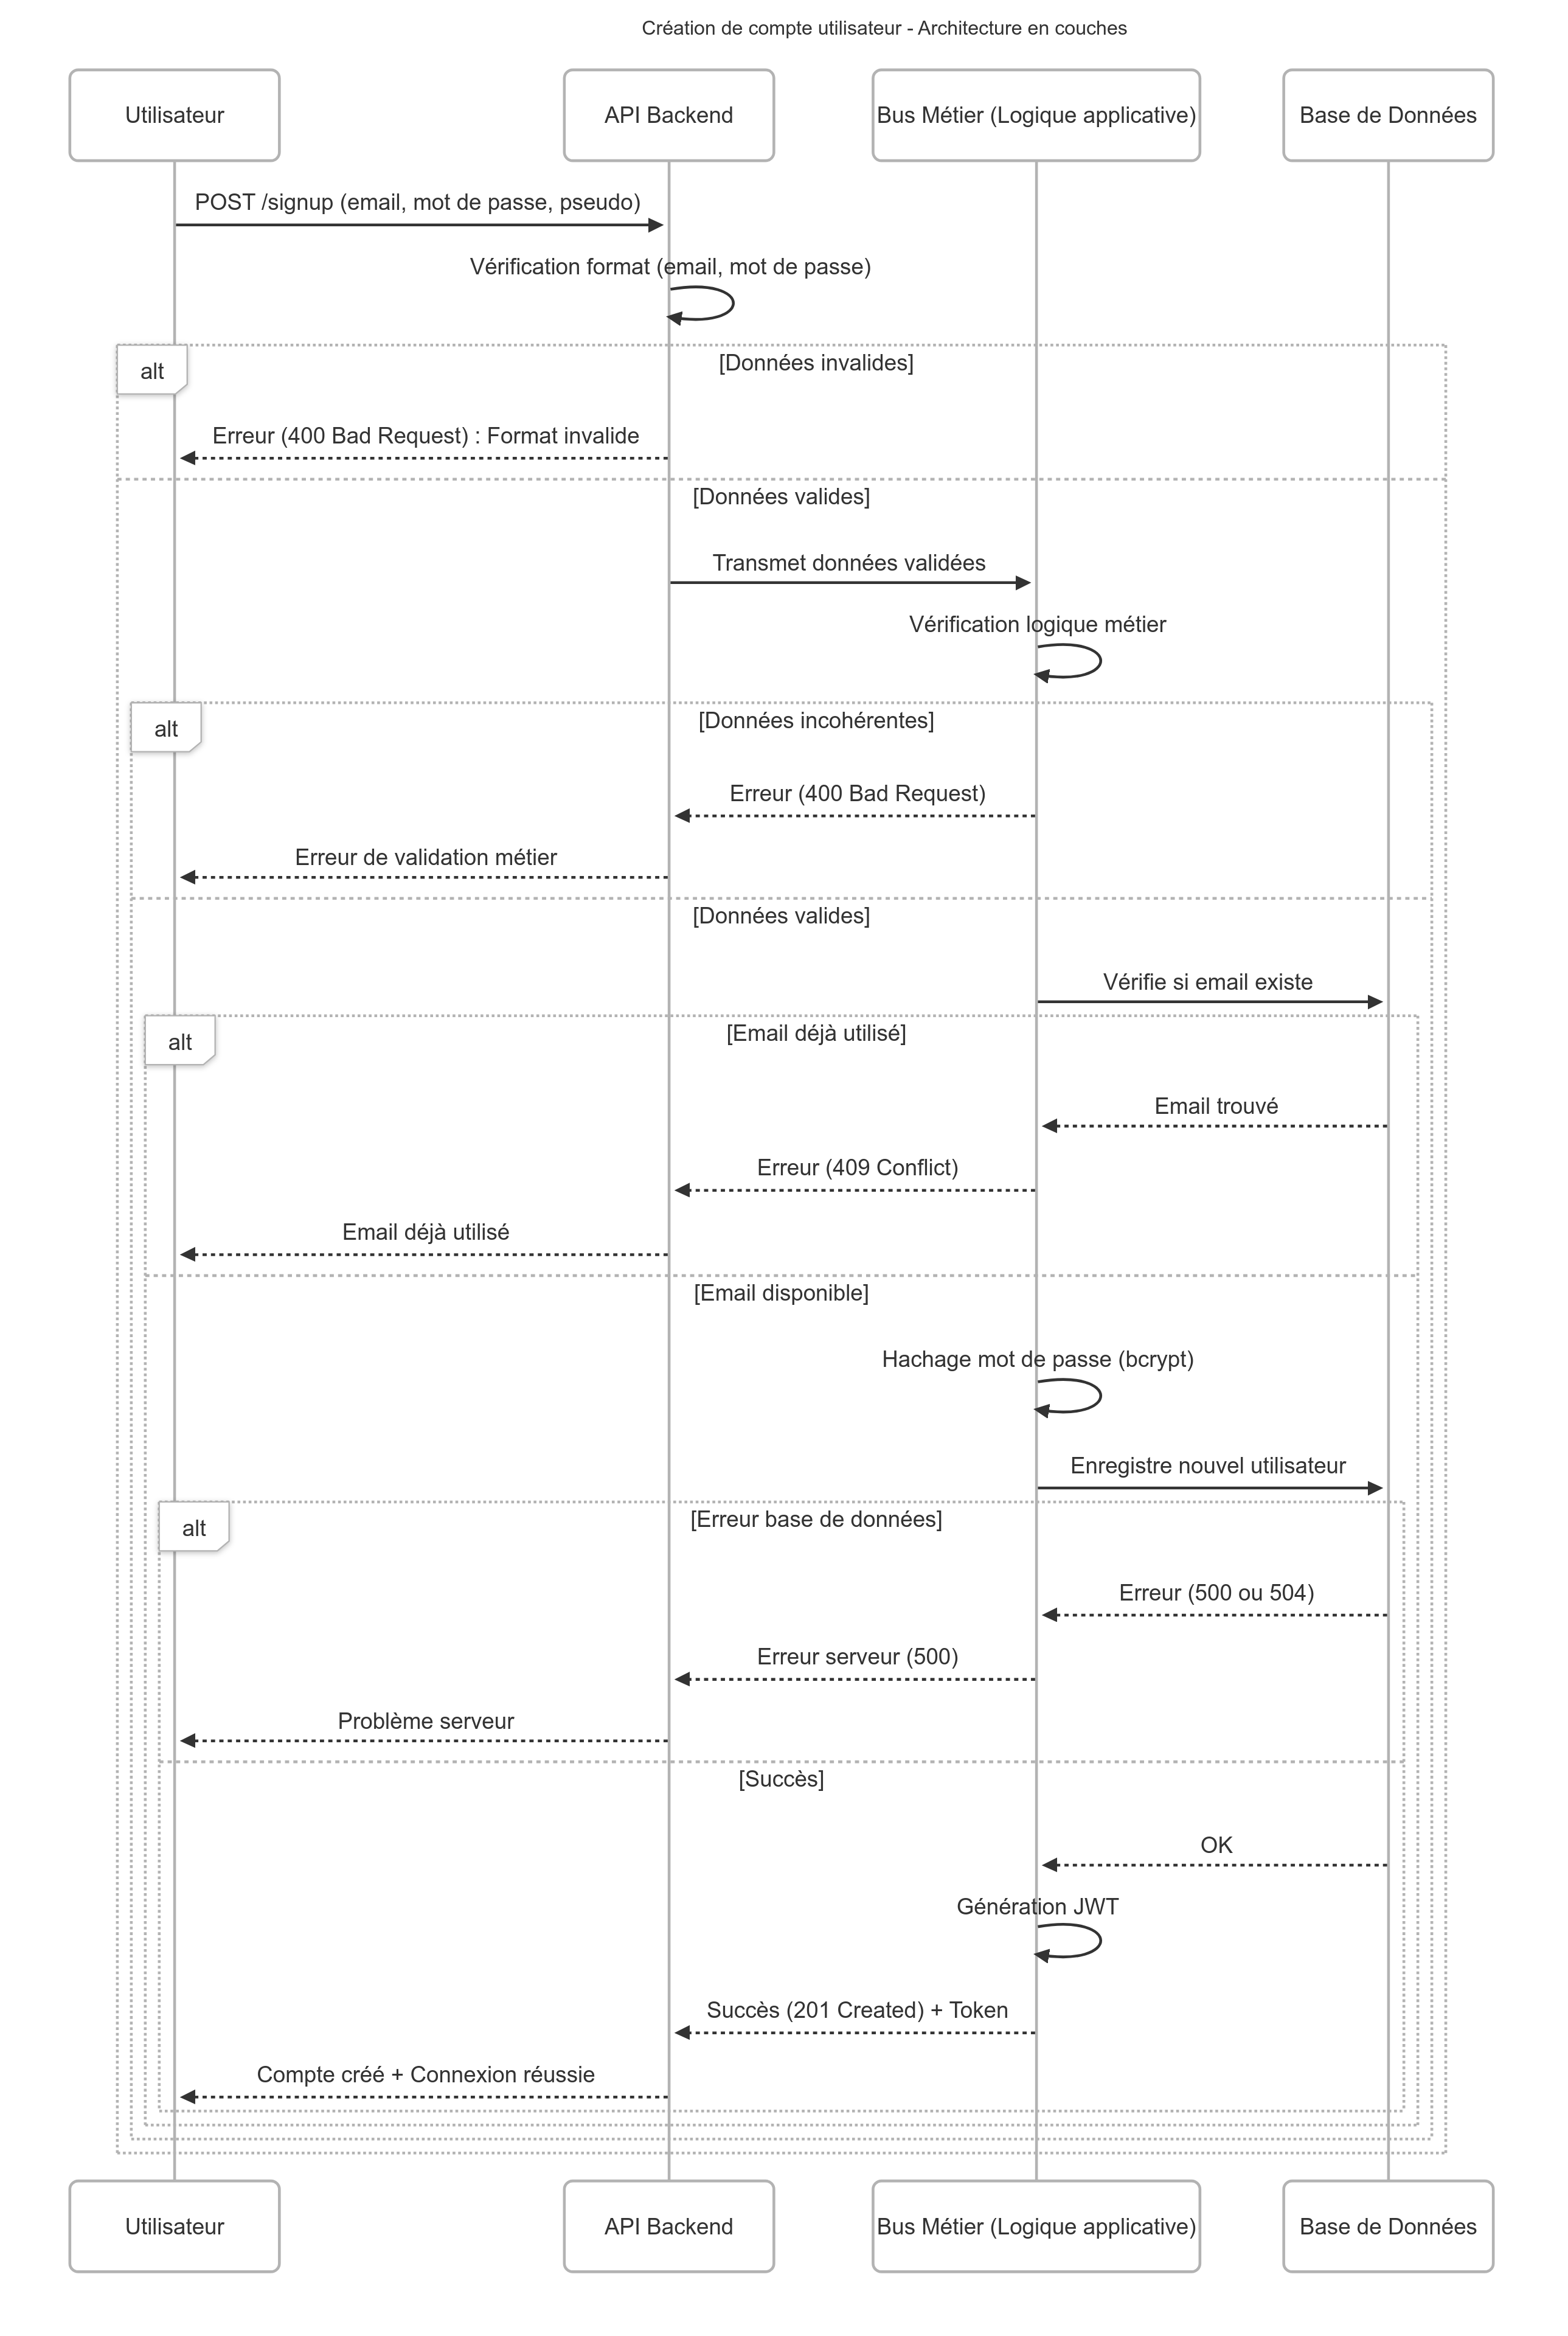 Création de compte utilisateur - Architecture en couches
Utilisateur
API Backend
Bus Métier (Logique applicative)
Base de Données
POST /signup (email, mot de passe, pseudo)
Vérification format (email, mot de passe)
alt
[Données invalides]
Erreur (400 Bad Request) : Format invalide
[Données valides]
Transmet données validées
Vérification logique métier
alt
[Données incohérentes]
Erreur (400 Bad Request)
Erreur de validation métier
[Données valides]
Vérifie si email existe
alt
[Email déjà utilisé]
Email trouvé
Erreur (409 Conflict)
Email déjà utilisé
[Email disponible]
Hachage mot de passe (bcrypt)
Enregistre nouvel utilisateur
alt
[Erreur base de données]
Erreur (500 ou 504)
Erreur serveur (500)
Problème serveur
[Succès]
OK
Génération JWT
Succès (201 Created) + Token
Compte créé + Connexion réussie
Utilisateur
API Backend
Bus Métier (Logique applicative)
Base de Données